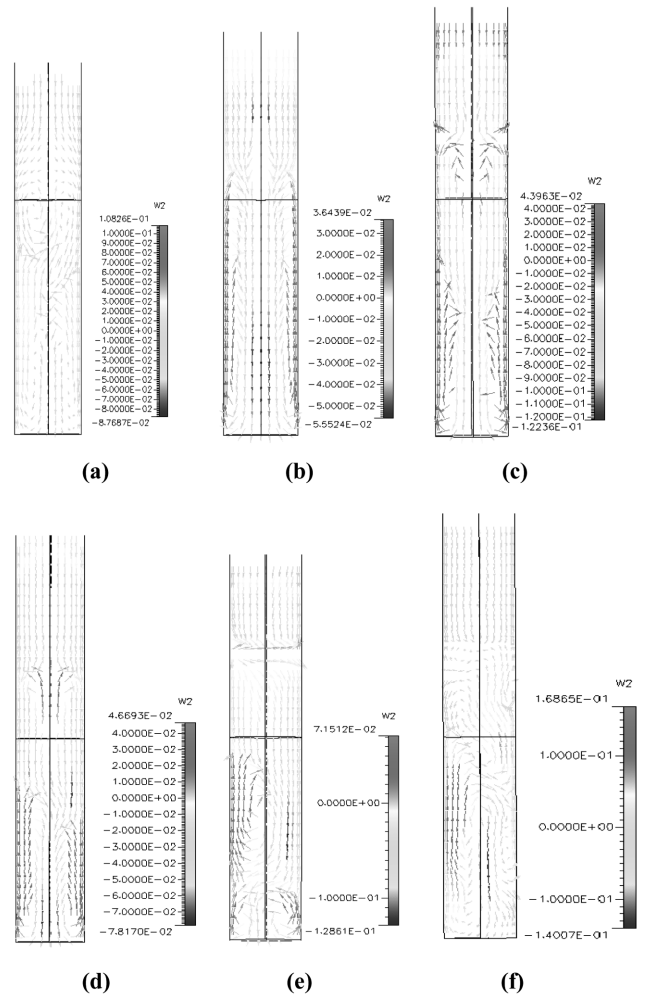 W2
1.0826E-01
1.0000E-01
9.0000E-02
8.0000E-02
7.0000E-02
6.0000E-02
5.0000E-02
4.0000E-02
3.0000E-02
2.0000E-02
1.0000E-02
0.0000E+00
-1.0000E-02
-2.0000E-02
-3.0000E-02
-4.0000E-02
-5.0000E-02
-6.0000E-02
-7.0000E-02
-8.0000E-02
-8.7687E-02
(a)
W2
3.6439E-02
3.0000E-02
2.0000E-02
1.0000E-02
0.0000E+00
-1.0000E-02
-2.0000E-02
-3.0000E-02
-4.0000E-02
-5.0000E-02
-5.5524E-02
(b)
W2
4.3963E-02
4.0000E-02
3.0000E-02
2.0000E-02
1.0000E-02
0.0000E+00
-1.0000E-02
-2.0000E-02
-3.0000E-02
-4.0000E-02
-5.0000E-02
-6.0000E-02
-7.0000E-02
-8.0000E-02
-9.0000E-02
-1.0000E-01
-1.1000E-01
-1.2000E-01
-1.2236E-01
(c)
W2
4.6693E-02
4.0000E-02
3.0000E-02
2.0000E-02
1.0000E-02
0.0000E+00
-1.0000E-02
-2.0000E-02
-3.0000E-02
-4.0000E-02
-5.0000E-02
-6.0000E-02
-7.0000E-02
-7.8170E-02
(d)
W2
7.1512E-02
0.0000E+00
-1.0000E-01
-1.2861E-01
(e)
W2
1.6865E-01
1.0000E-01
0.0000E+00
-1.0000E-01
-1.4007E-01
(f)